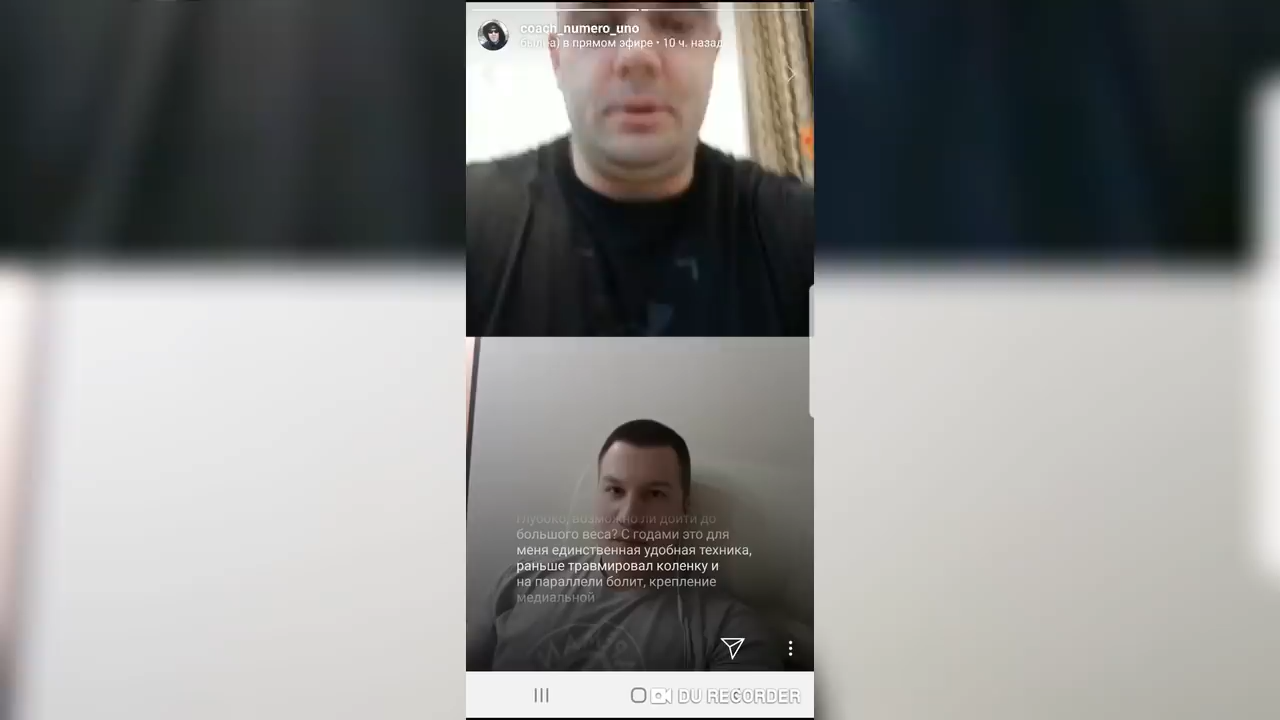 coach_numero_uno
был(а) в прямом эфире • 10 ч. назад
глубоко, возможно ли дойти до
большого веса? С годами это для
меня единственная удобная техника,
раньше травмировал коленку и
на параллели болит, крепление
медиальной
DU RECORDER